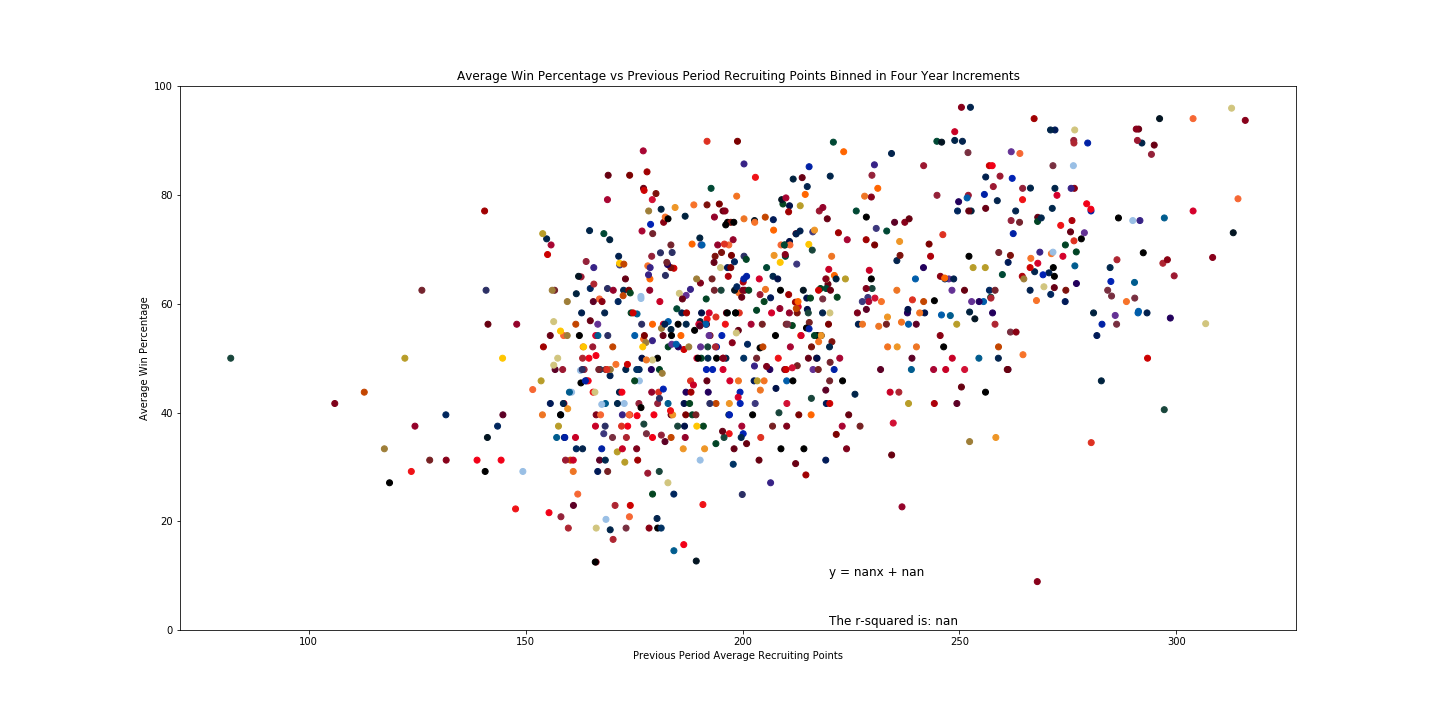 Average Win Percentage vs Previous Period Recruiting Points Binned in Four Year Increments
100
80
60
40
20
0
Average Win Percentage
y = nanx + nan
The r-squared is: nan
100
150
200
250
300
Previous Period Average Recruiting Points